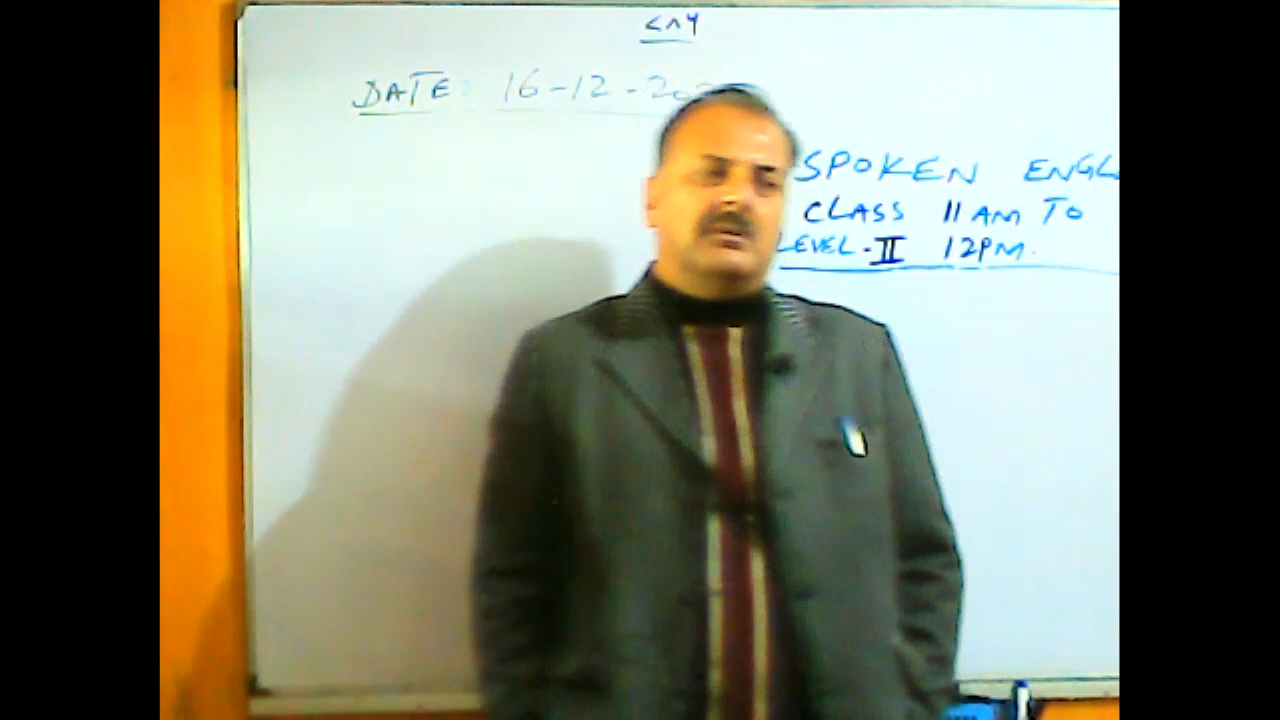 DATE: 16-12-20
SPOKEN ENGL
CLASS 11 AM TO
LEVEL-II 12PM.